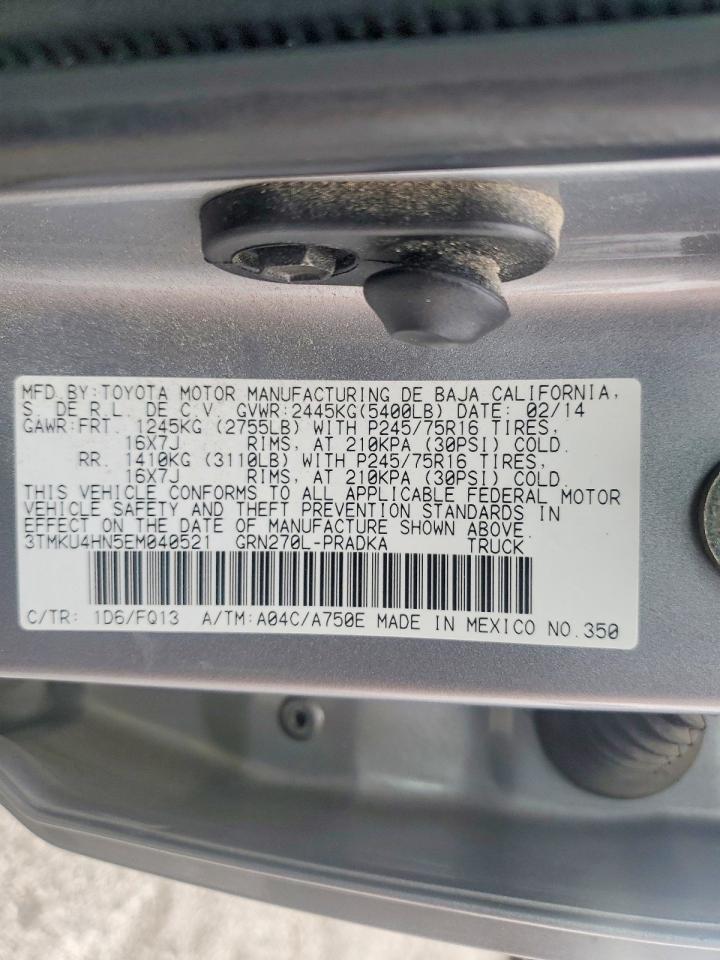 MFD.BY:TOYOTA MOTOR MANUFACTURING DE BAJA CALIFORNIA,
S. DE R.L. DE C.V. GVWR:2445KG(5400LB) DATE: 02/14
GAWR:FRT. 1245KG (2755LB) WITH P245/75R16 TIRES,
16X7J RIMS, AT 210KPA (30PSI) COLD.
RR. 1410KG (3110LB) WITH P245/75R16 TIRES,
16X7J RIMS, AT 210KPA (30PSI) COLD.
THIS VEHICLE CONFORMS TO ALL APPLICABLE FEDERAL MOTOR
VEHICLE SAFETY AND THEFT PREVENTION STANDARDS IN
EFFECT ON THE DATE OF MANUFACTURE SHOWN ABOVE.
3TMKU4HN5EM040521 GRN270L-PRADKA TRUCK
C/TR: 1D6/FQ13 A/TM:A04C/A750E MADE IN MEXICO NO.350